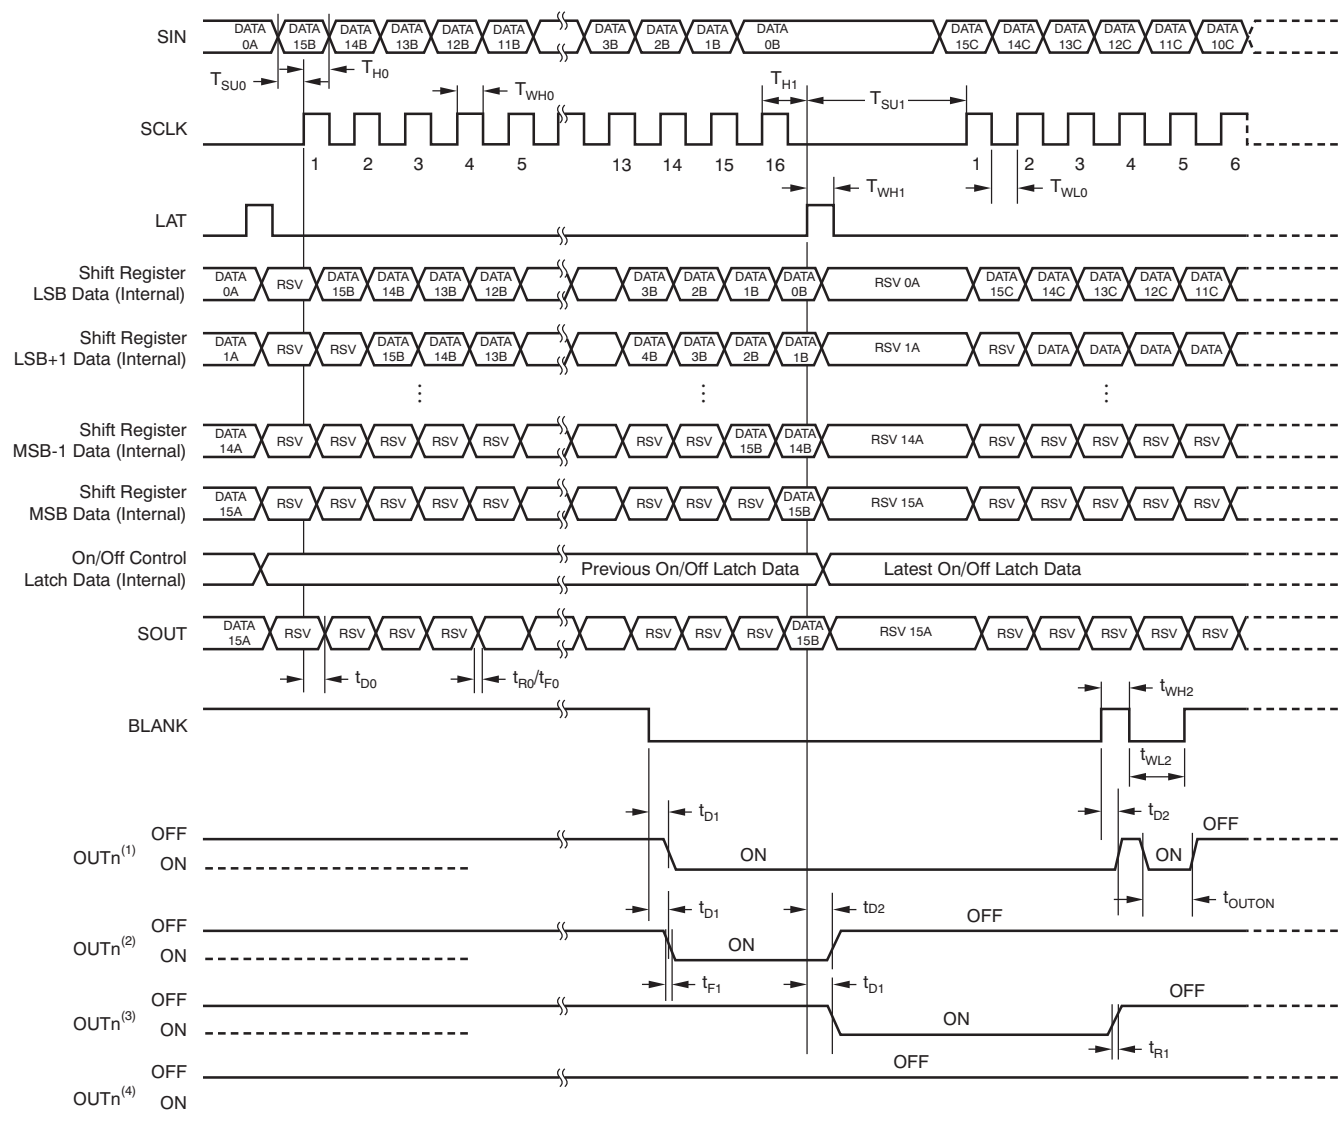 SIN
DATA 0A DATA 15B DATA 14B DATA 13B DATA 12B DATA 11B DATA 3B DATA 2B DATA 1B DATA 0B DATA 15C DATA 14C DATA 13C DATA 12C DATA 11C DATA 10C
TSU0 TH0 TWH0 TH1 TSU1
SCLK
1 2 3 4 5 13 14 15 16 1 2 3 4 5 6
TWH1 TWL0
LAT
Shift Register
LSB Data (Internal)
DATA 0A RSV DATA 15B DATA 14B DATA 13B DATA 12B DATA 3B DATA 2B DATA 1B DATA 0B RSV 0A DATA 15C DATA 14C DATA 13C DATA 12C DATA 11C
Shift Register
LSB+1 Data (Internal)
DATA 1A RSV RSV DATA 15B DATA 14B DATA 13B DATA 4B DATA 3B DATA 2B DATA 1B RSV 1A RSV DATA DATA DATA DATA
Shift Register
MSB-1 Data (Internal)
DATA 14A RSV RSV RSV RSV RSV RSV RSV DATA 15B DATA 14B RSV 14A RSV RSV RSV RSV RSV
Shift Register
MSB Data (Internal)
DATA 15A RSV RSV RSV RSV RSV RSV RSV RSV DATA 15B RSV 15A RSV RSV RSV RSV RSV
On/Off Control
Latch Data (Internal)
Previous On/Off Latch Data Latest On/Off Latch Data
SOUT
DATA 15A RSV RSV RSV RSV RSV RSV RSV DATA 15B RSV 15A RSV RSV RSV RSV RSV
tD0 tR0/tF0 tWH2
BLANK
tWL2
tD1 tD2
OFF OFF
OUTn(1) ON ON ON
tOUTON
tD1 tD2
OFF OFF
OUTn(2) ON ON
tF1 tD1
OFF OFF
OUTn(3) ON ON
tR1
OFF OFF
OUTn(4) ON